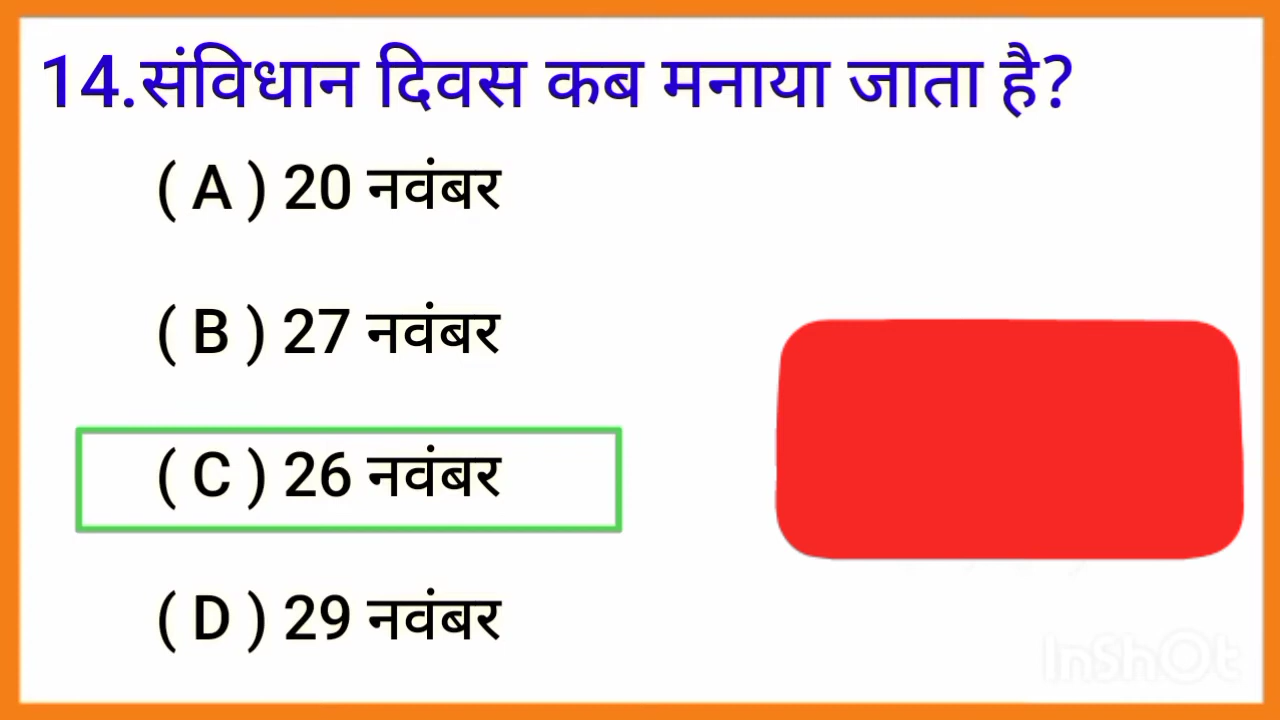 14.संविधान दिवस कब मनाया जाता है?
( A ) 20 नवंबर
( B ) 27 नवंबर
( C ) 26 नवंबर
( D ) 29 नवंबर
InShOt